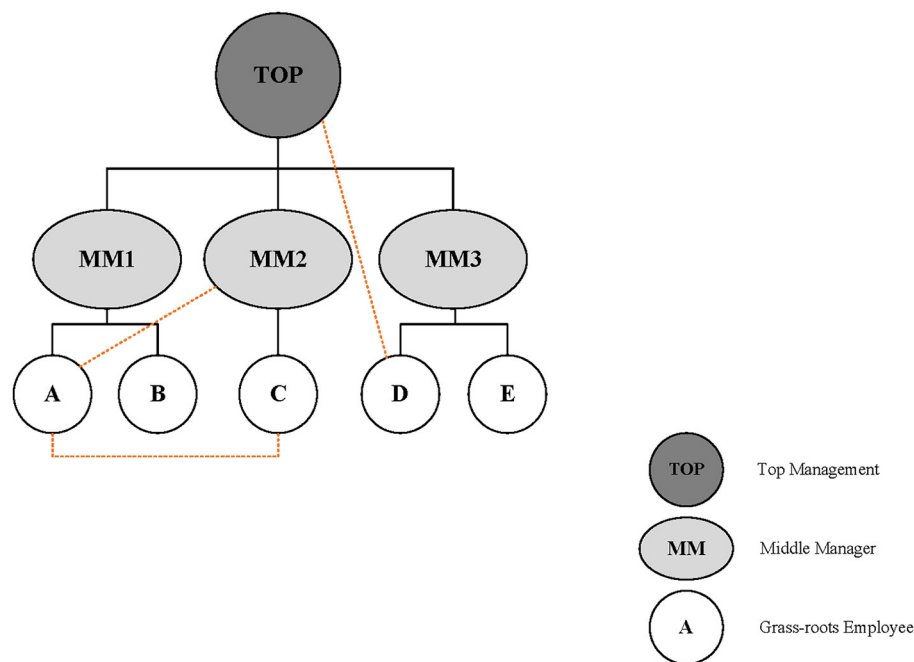 TOP
MM1
MM2
MM3
A
B
C
D
E
TOP
Top Management
MM
Middle Manager
A
Grass-roots Employee